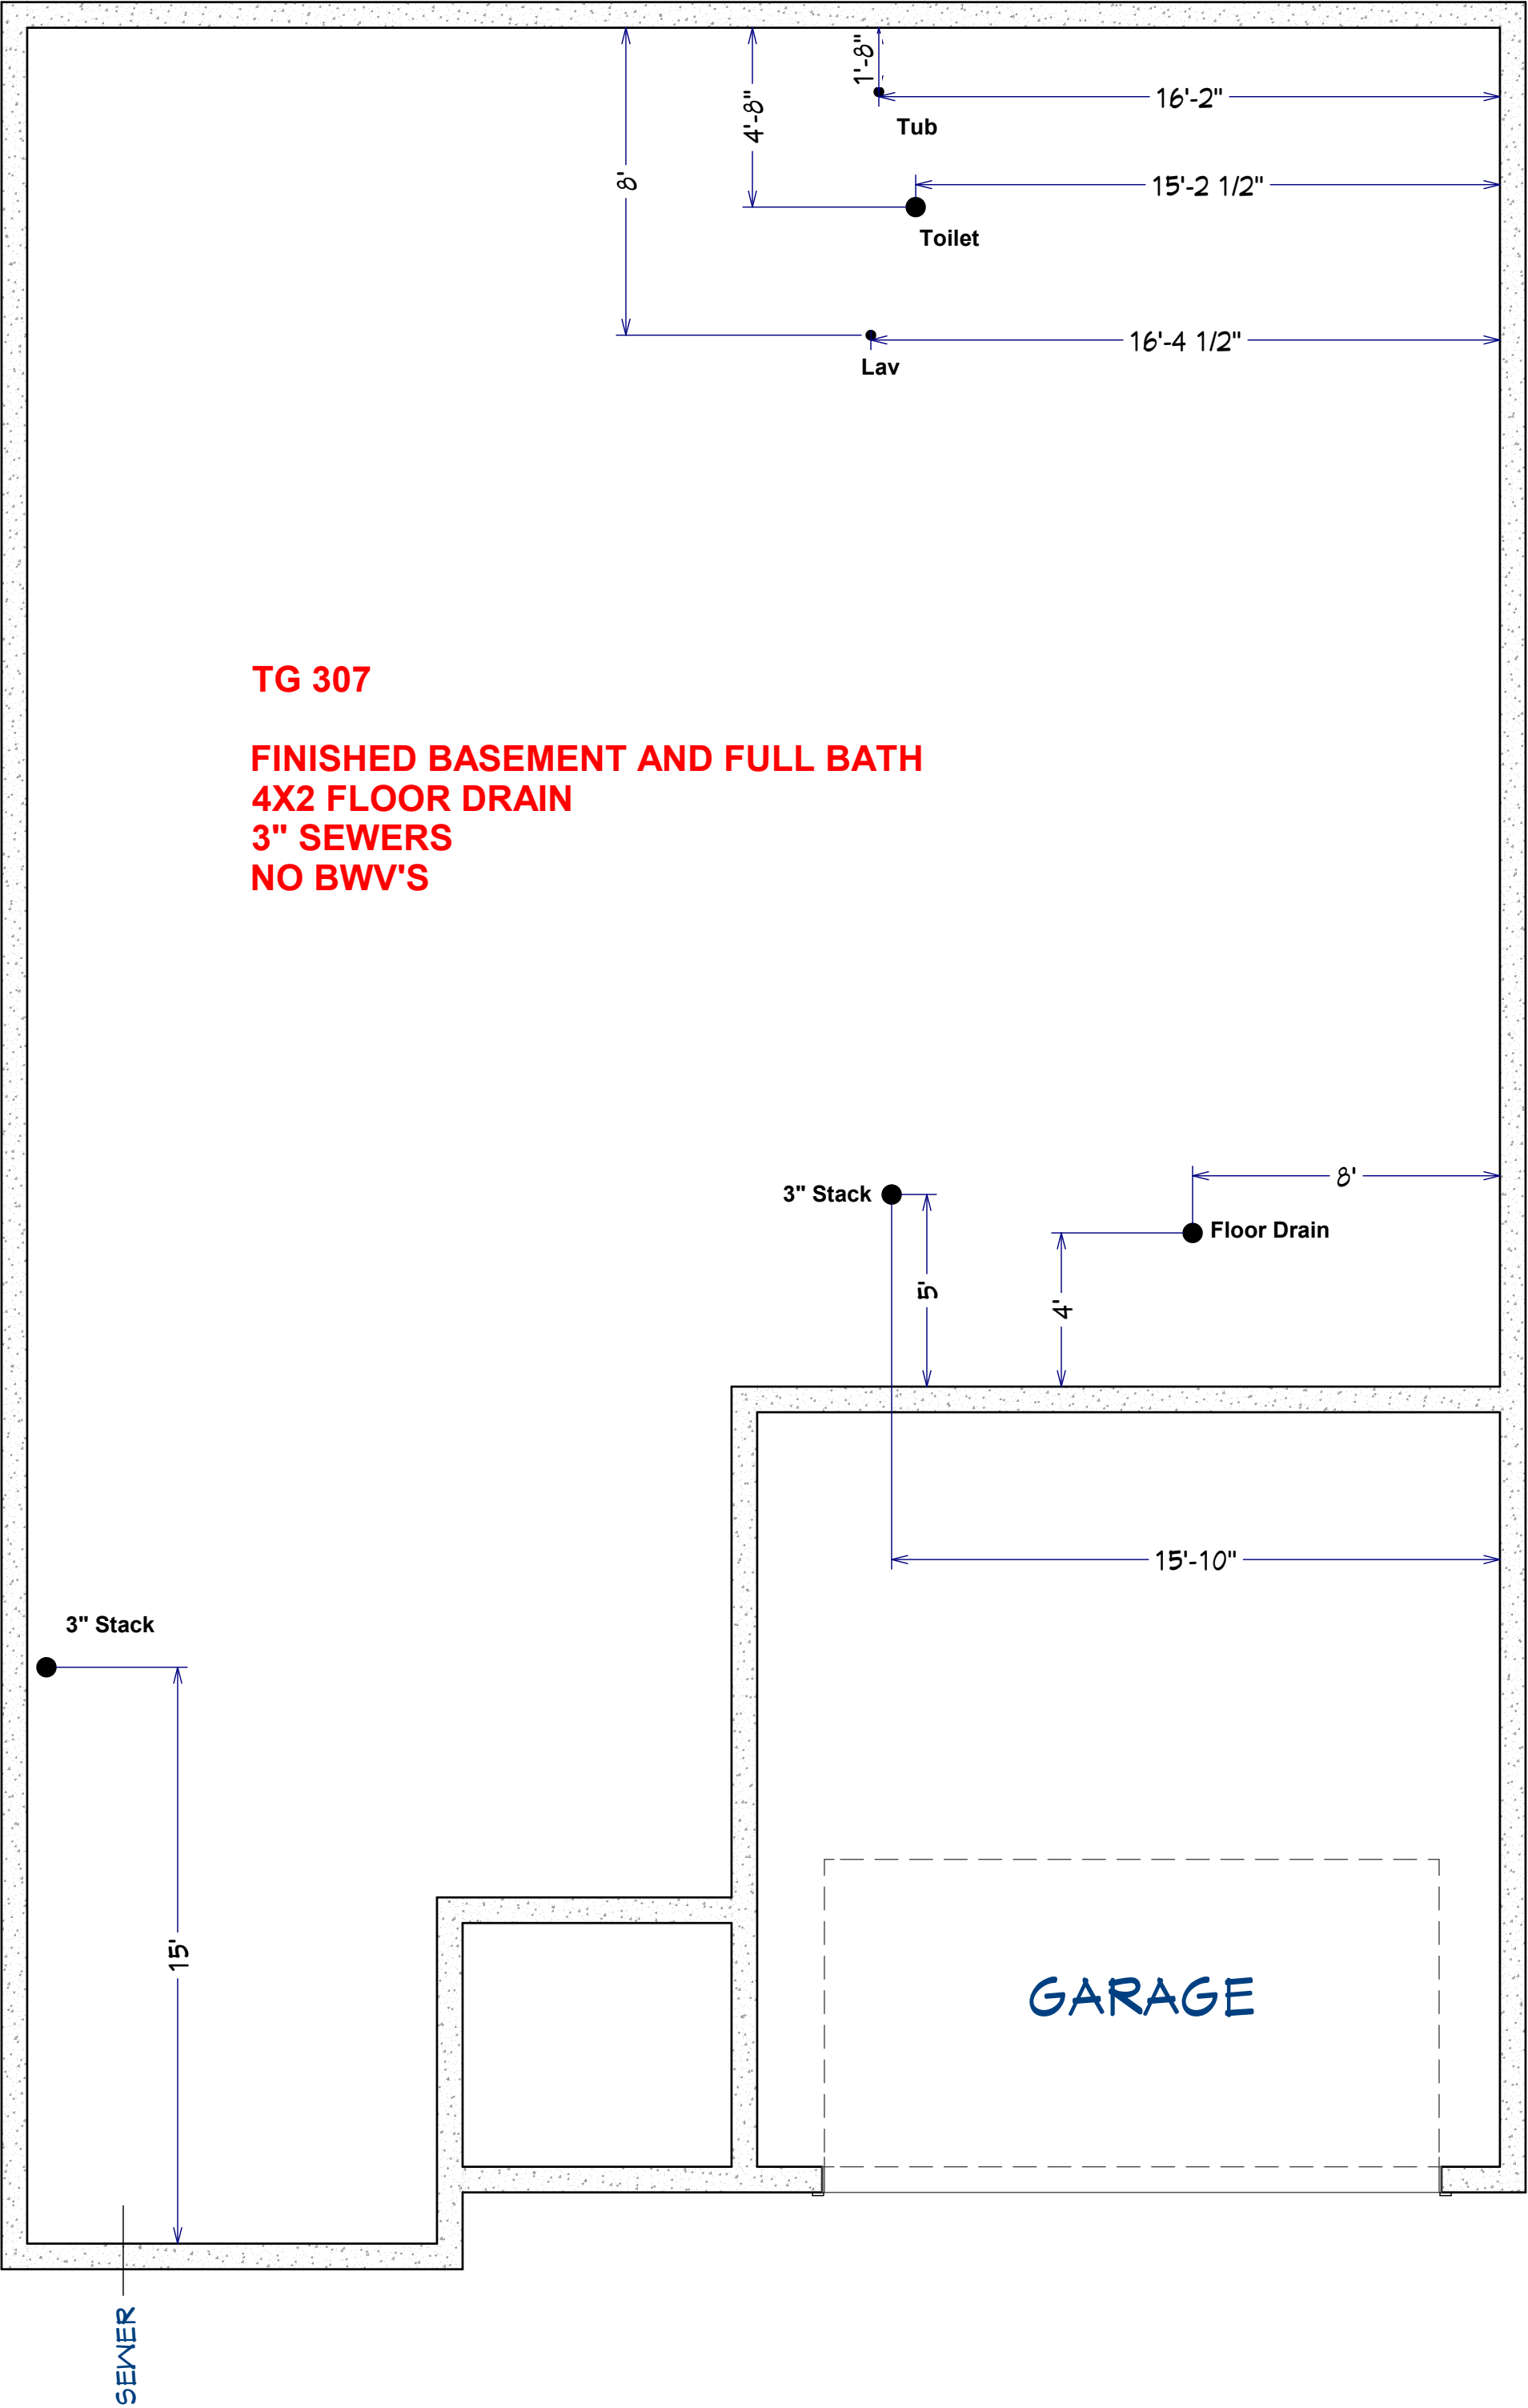 1'-8"
16'-2"
4'-8"
Tub
8'
15'-2 1/2"
Toilet
16'-4 1/2"
Lav
TG 307
FINISHED BASEMENT AND FULL BATH
4X2 FLOOR DRAIN
3" SEWERS
NO BWV'S
8'
3" Stack
Floor Drain
5'
4'
15'-10"
3" Stack
15'
GARAGE
SEWER